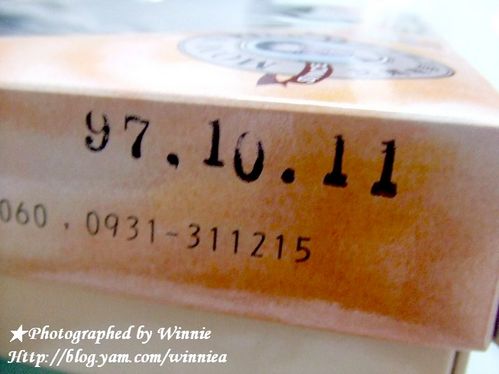 97.10.11
060 . 0931-311215
★Photographed by Winnie
Http://blog.yam.com/winniea